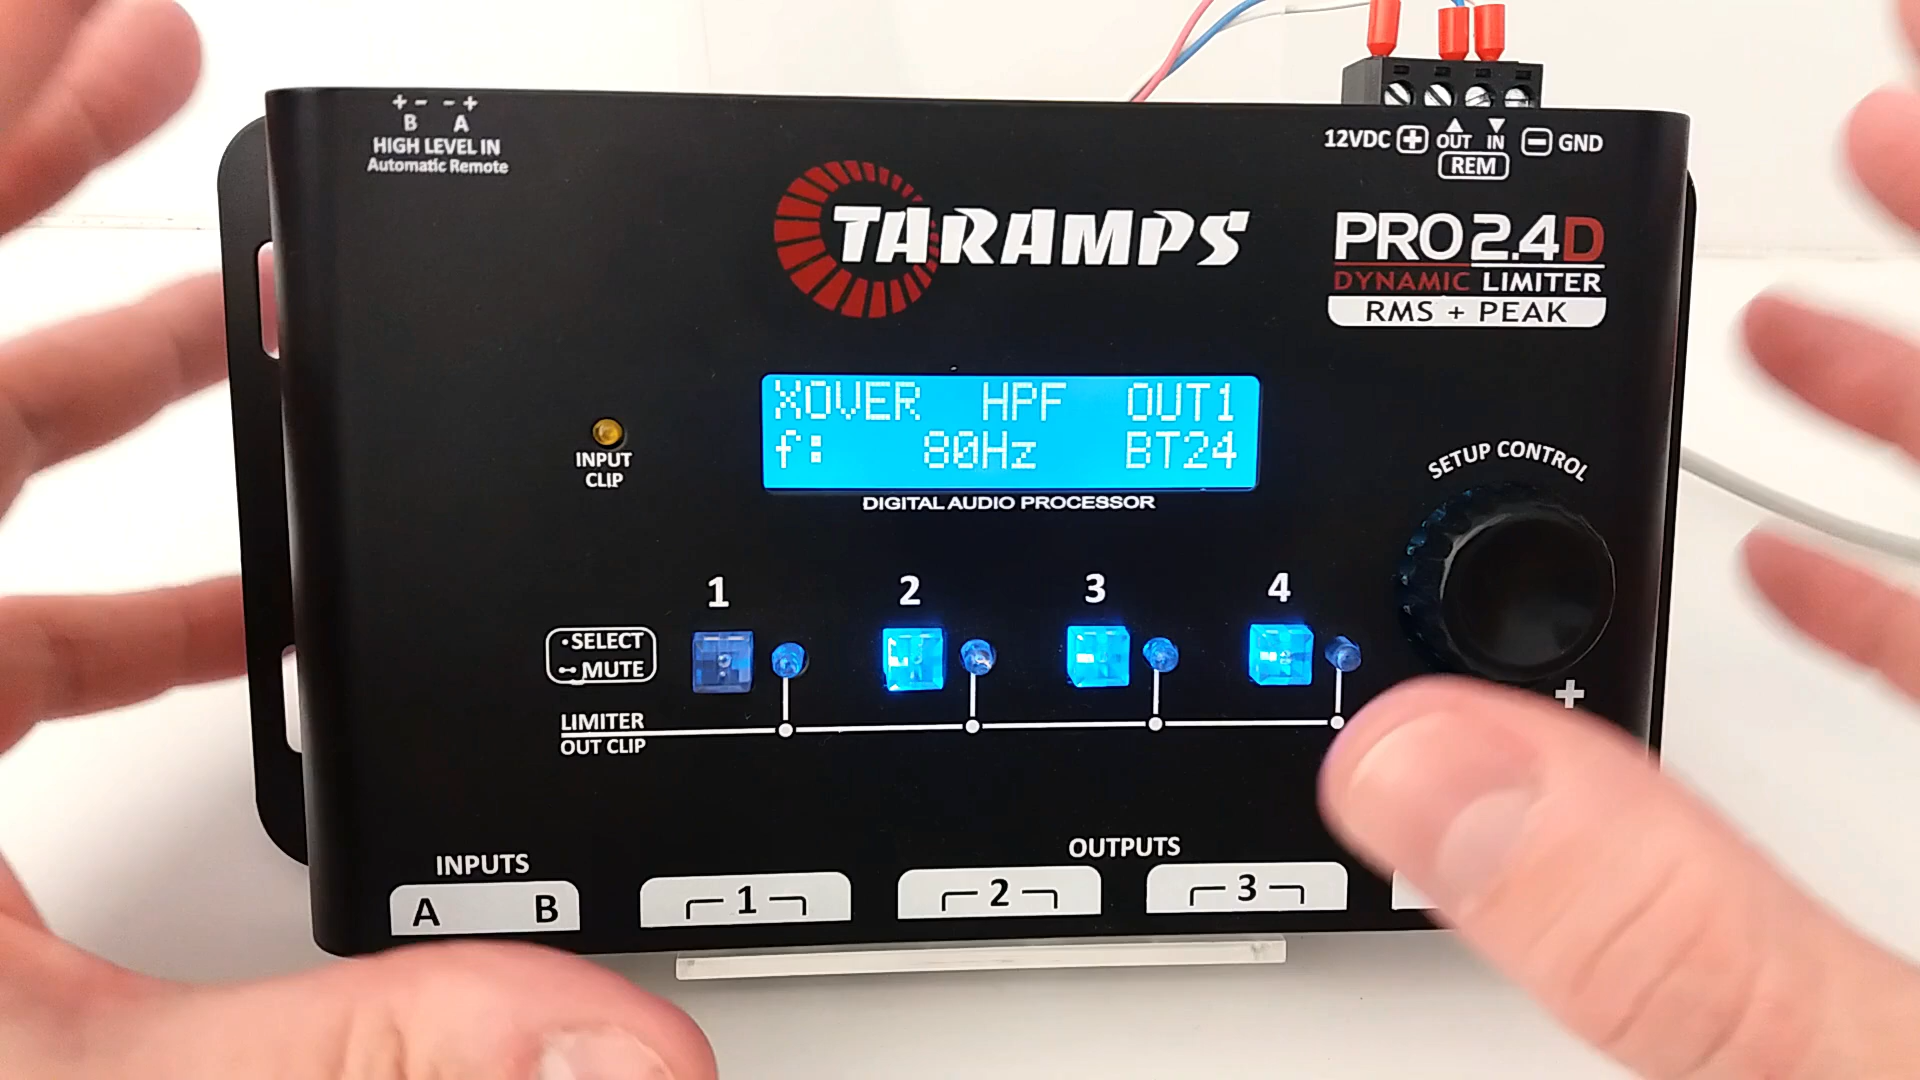 + - - +
B A
HIGH LEVEL IN
Automatic Remote
12VDC + OUT IN - GND
REM
TARAMPS
PRO 2.4D
DYNAMIC LIMITER
RMS + PEAK
XOVER HPF OUT1
f: 80Hz BT24
DIGITAL AUDIO PROCESSOR
INPUT
CLIP
SETUP CONTROL
+
1 2 3 4
SELECT
MUTE
LIMITER
OUT CLIP
INPUTS
A B
OUTPUTS
1 2 3